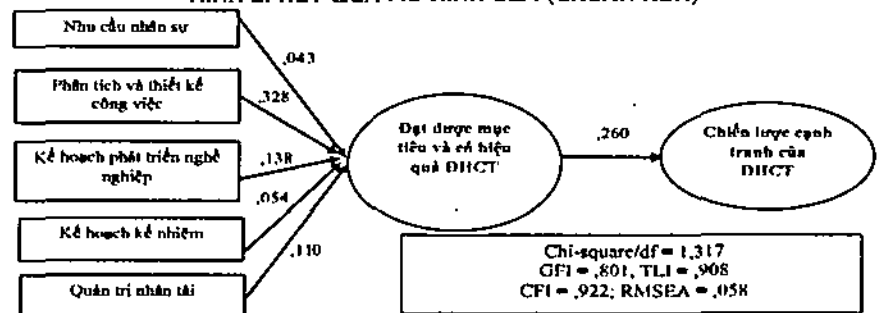 Nhu cầu nhân sự
,043
Phân tích và thiết kế
công việc
,328
Kế hoạch phát triển nghề
nghiệp
,138
,054
Kế hoạch kế nhiệm
,110
Quản trị nhân tài
Đạt được mục
tiêu và có hiệu
quả ĐHCT
,260
Chiến lược cạnh
tranh của
ĐHCT
Chi-square/df = 1,317
GFI = ,801, TLI = ,908
CFI = ,922; RMSEA = ,058